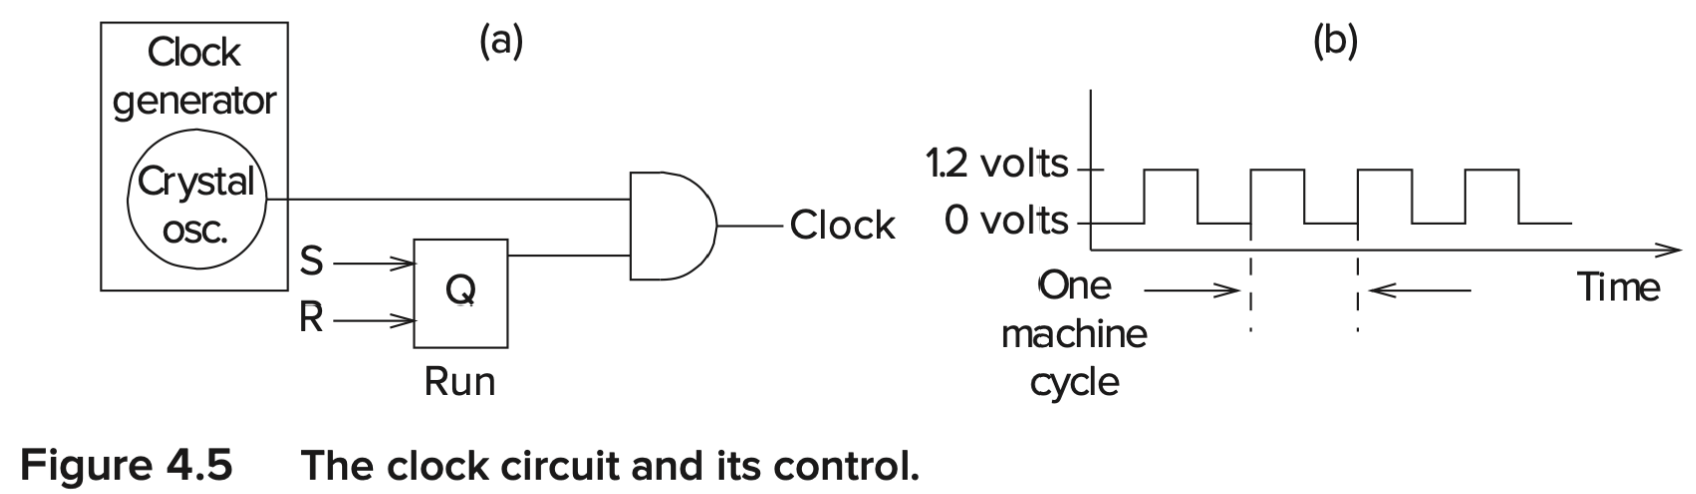 (a)
Clock
generator
Crystal
osc.
S
R
Q
Run
Clock
(b)
1.2 volts
0 volts
One
machine
cycle
Time
Figure 4.5 The clock circuit and its control.